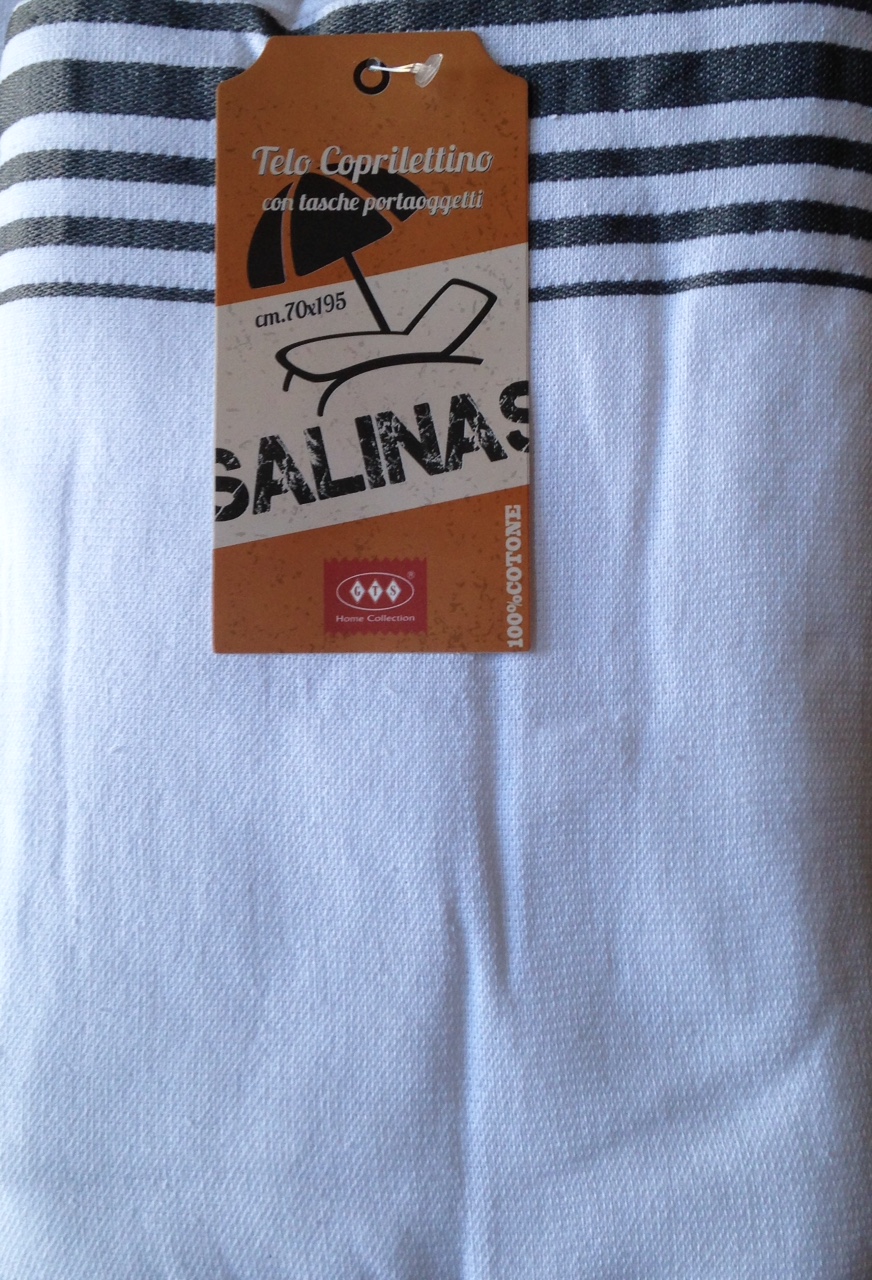 Telo Coprilettino
con tasche portaoggetti
cm.70x195
SALINAS
100%COTONE
GTS®
Home Collection